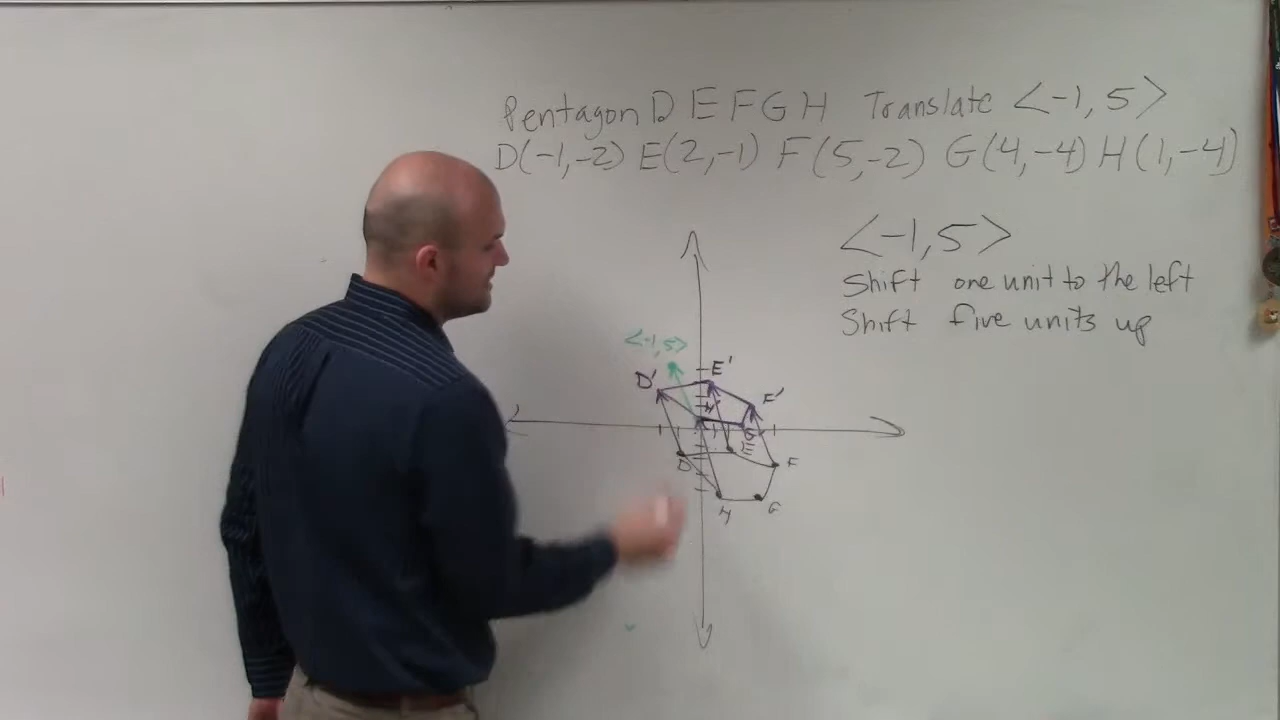 Pentagon D E F G H Translate <-1, 5>
D(-1,-2) E(2,-1) F(5,-2) G(4,-4) H(1,-4)
<-1,5>
Shift one unit to the left
Shift five units up
<-1,5>
D' E'
F'
H'
E
D F
H G